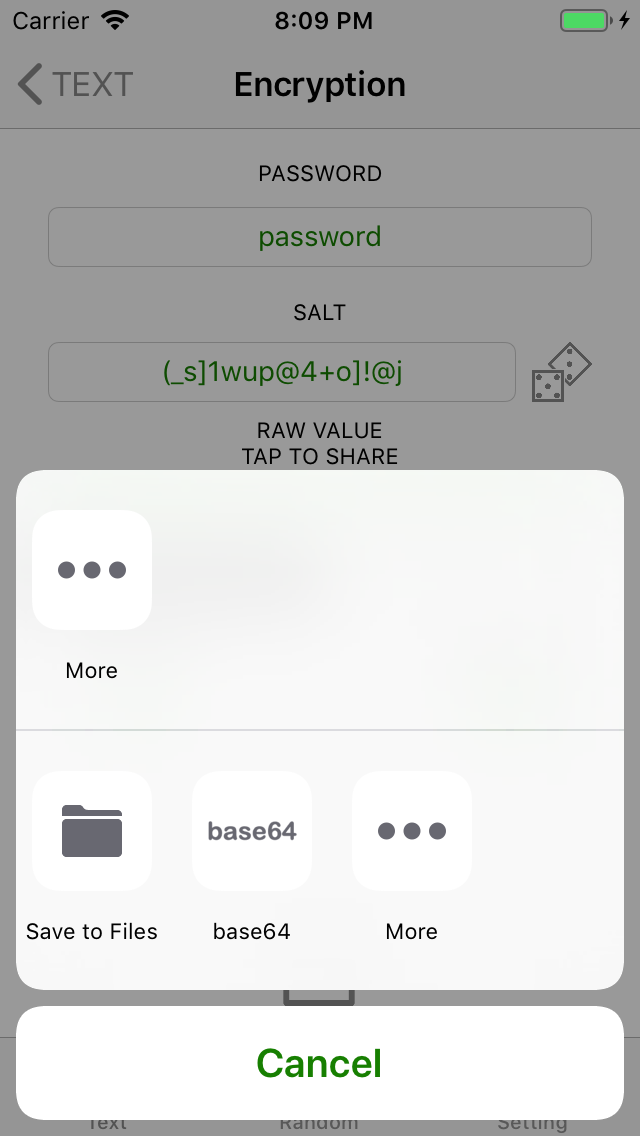 Carrier 8:09 PM
TEXT Encryption
PASSWORD
password
SALT
(_s]1wup@4+o]!@j
RAW VALUE
TAP TO SHARE
More
base64
Save to Files base64 More
Cancel
Text Random Setting